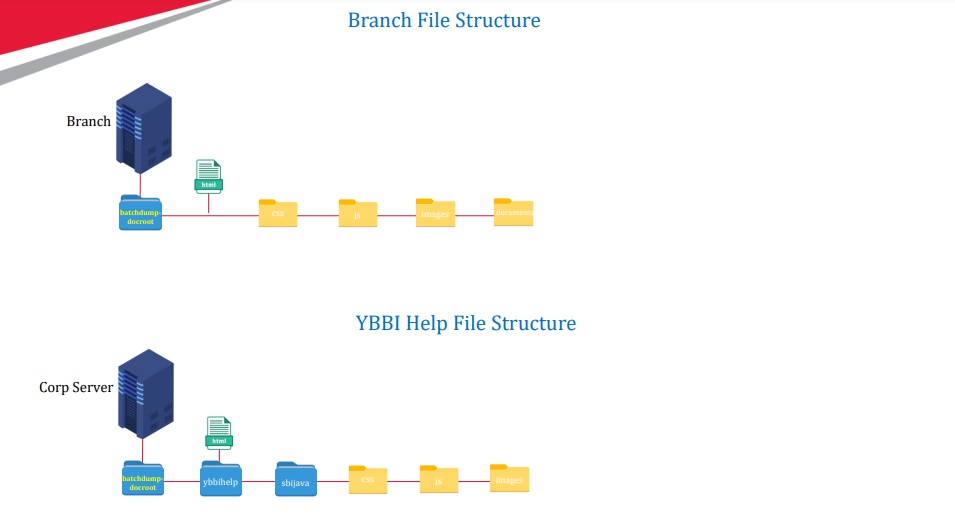 Branch File Structure
Branch
html
batchdump-
docroot
css
js
images
documents
YBBI Help File Structure
Corp Server
html
batchdump-
docroot
ybbihelp
sbijava
css
js
images